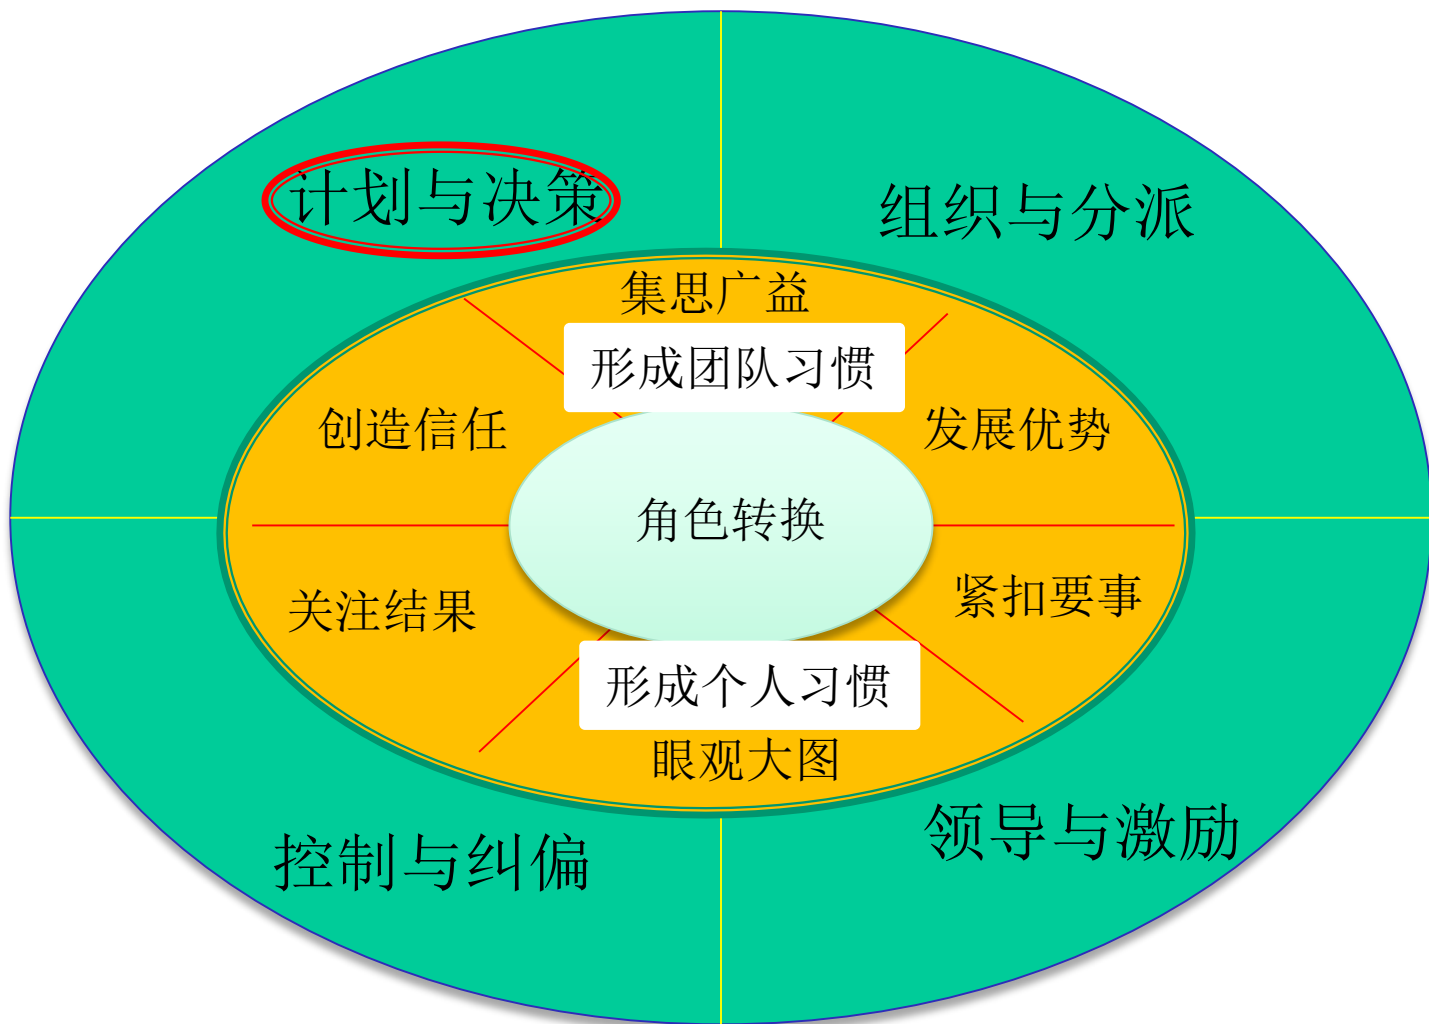 计划与决策
组织与分派
集思广益
形成团队习惯
创造信任
发展优势
角色转换
关注结果
紧扣要事
形成个人习惯
眼观大图
控制与纠偏
领导与激励